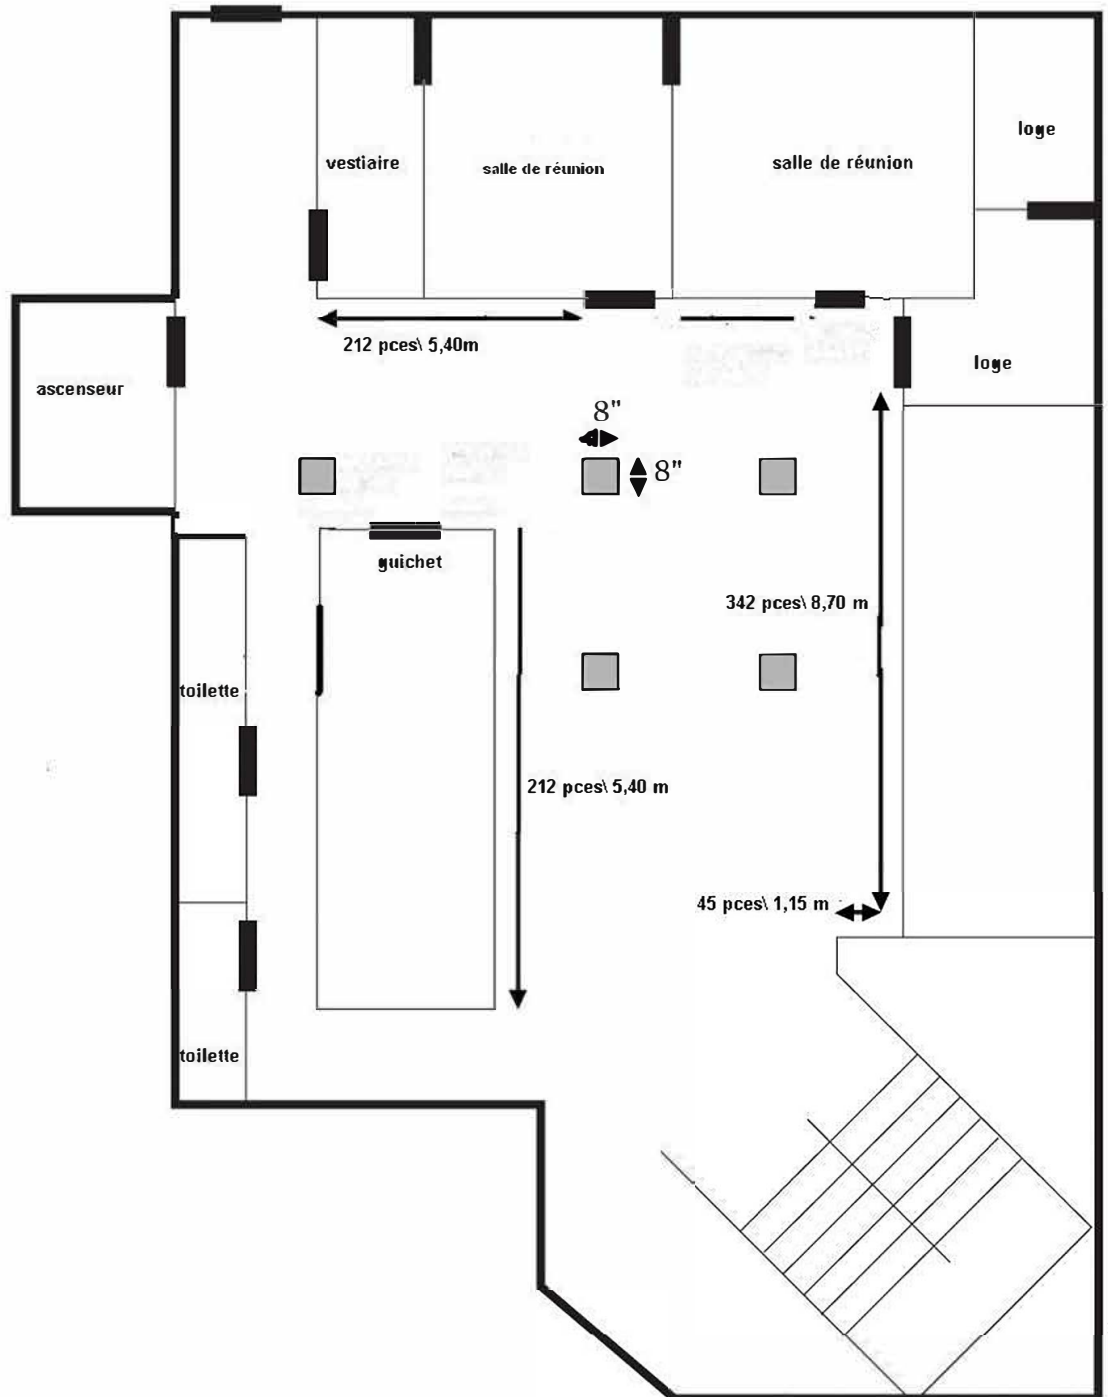 loge
vestiaire
salle de réunion
salle de réunion
212 pces\ 5,40m
loge
ascenseur
8"
8"
guichet
342 pces\ 8,70 m
toilette
212 pces\ 5,40 m
45 pces\ 1,15 m
toilette